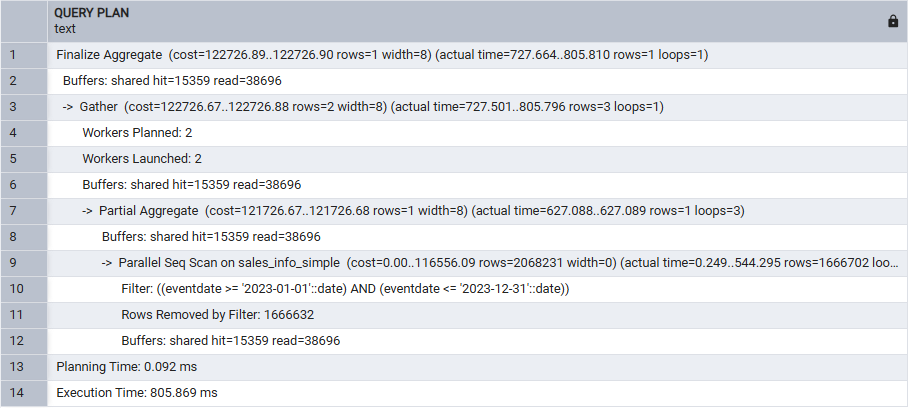 QUERY PLAN
text
1 Finalize Aggregate (cost=122726.89..122726.90 rows=1 width=8) (actual time=727.664..805.810 rows=1 loops=1)
2 Buffers: shared hit=15359 read=38696
3 -> Gather (cost=122726.67..122726.88 rows=2 width=8) (actual time=727.501..805.796 rows=3 loops=1)
4 Workers Planned: 2
5 Workers Launched: 2
6 Buffers: shared hit=15359 read=38696
7 -> Partial Aggregate (cost=121726.67..121726.68 rows=1 width=8) (actual time=627.088..627.089 rows=1 loops=3)
8 Buffers: shared hit=15359 read=38696
9 -> Parallel Seq Scan on sales_info_simple (cost=0.00..116556.09 rows=2068231 width=0) (actual time=0.249..544.295 rows=1666702 loo...
10 Filter: ((eventdate >= '2023-01-01'::date) AND (eventdate <= '2023-12-31'::date))
11 Rows Removed by Filter: 1666632
12 Buffers: shared hit=15359 read=38696
13 Planning Time: 0.092 ms
14 Execution Time: 805.869 ms